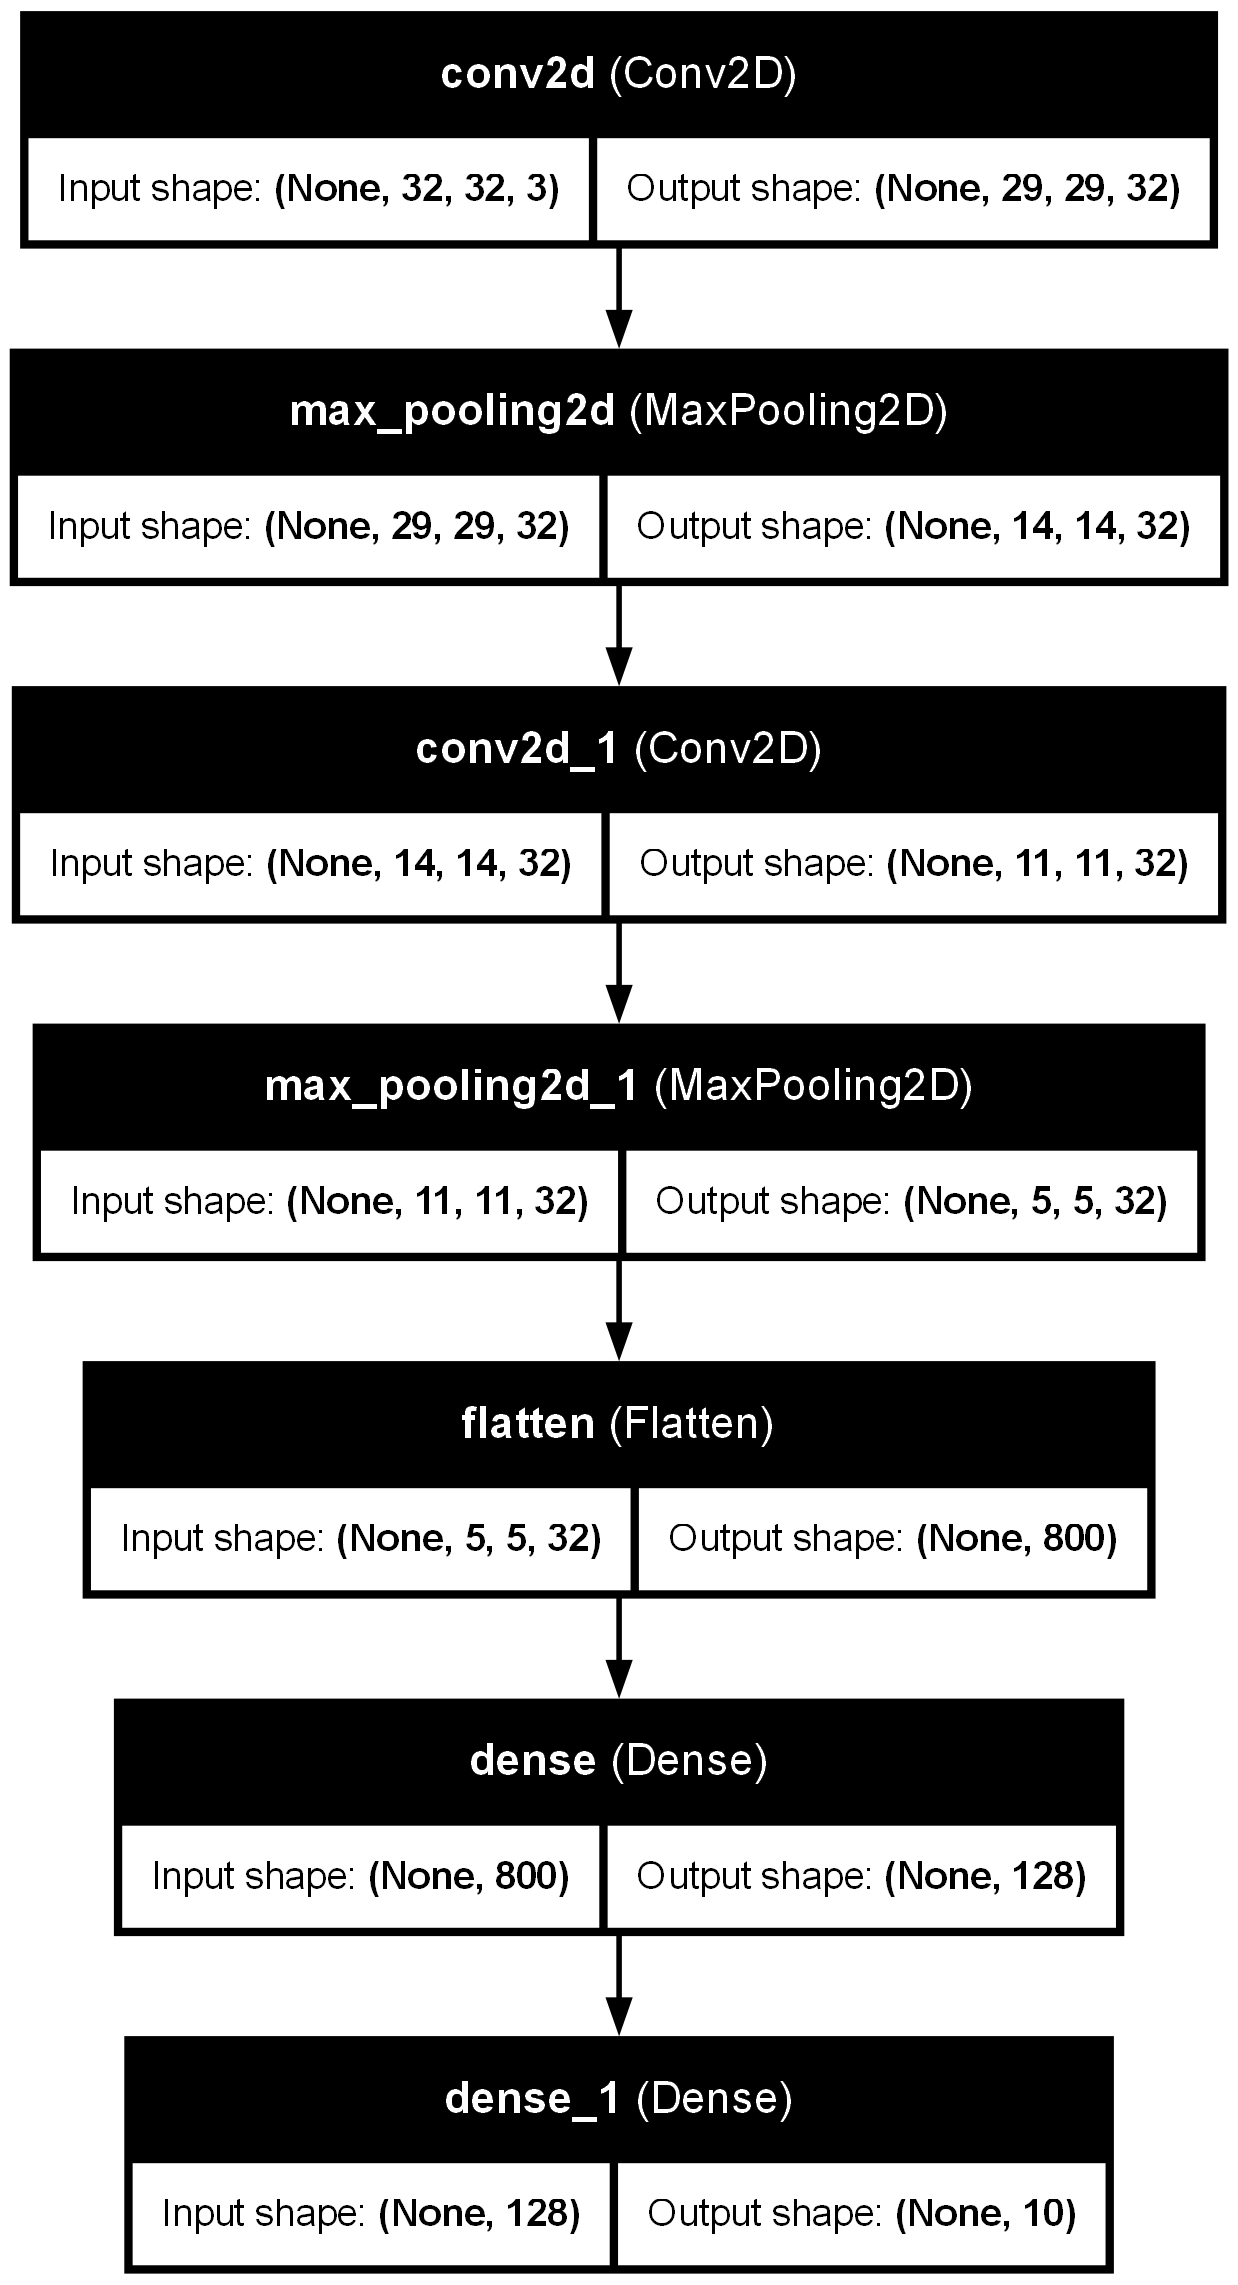 conv2d (Conv2D)
Input shape: (None, 32, 32, 3) Output shape: (None, 29, 29, 32)
max_pooling2d (MaxPooling2D)
Input shape: (None, 29, 29, 32) Output shape: (None, 14, 14, 32)
conv2d_1 (Conv2D)
Input shape: (None, 14, 14, 32) Output shape: (None, 11, 11, 32)
max_pooling2d_1 (MaxPooling2D)
Input shape: (None, 11, 11, 32) Output shape: (None, 5, 5, 32)
flatten (Flatten)
Input shape: (None, 5, 5, 32) Output shape: (None, 800)
dense (Dense)
Input shape: (None, 800) Output shape: (None, 128)
dense_1 (Dense)
Input shape: (None, 128) Output shape: (None, 10)